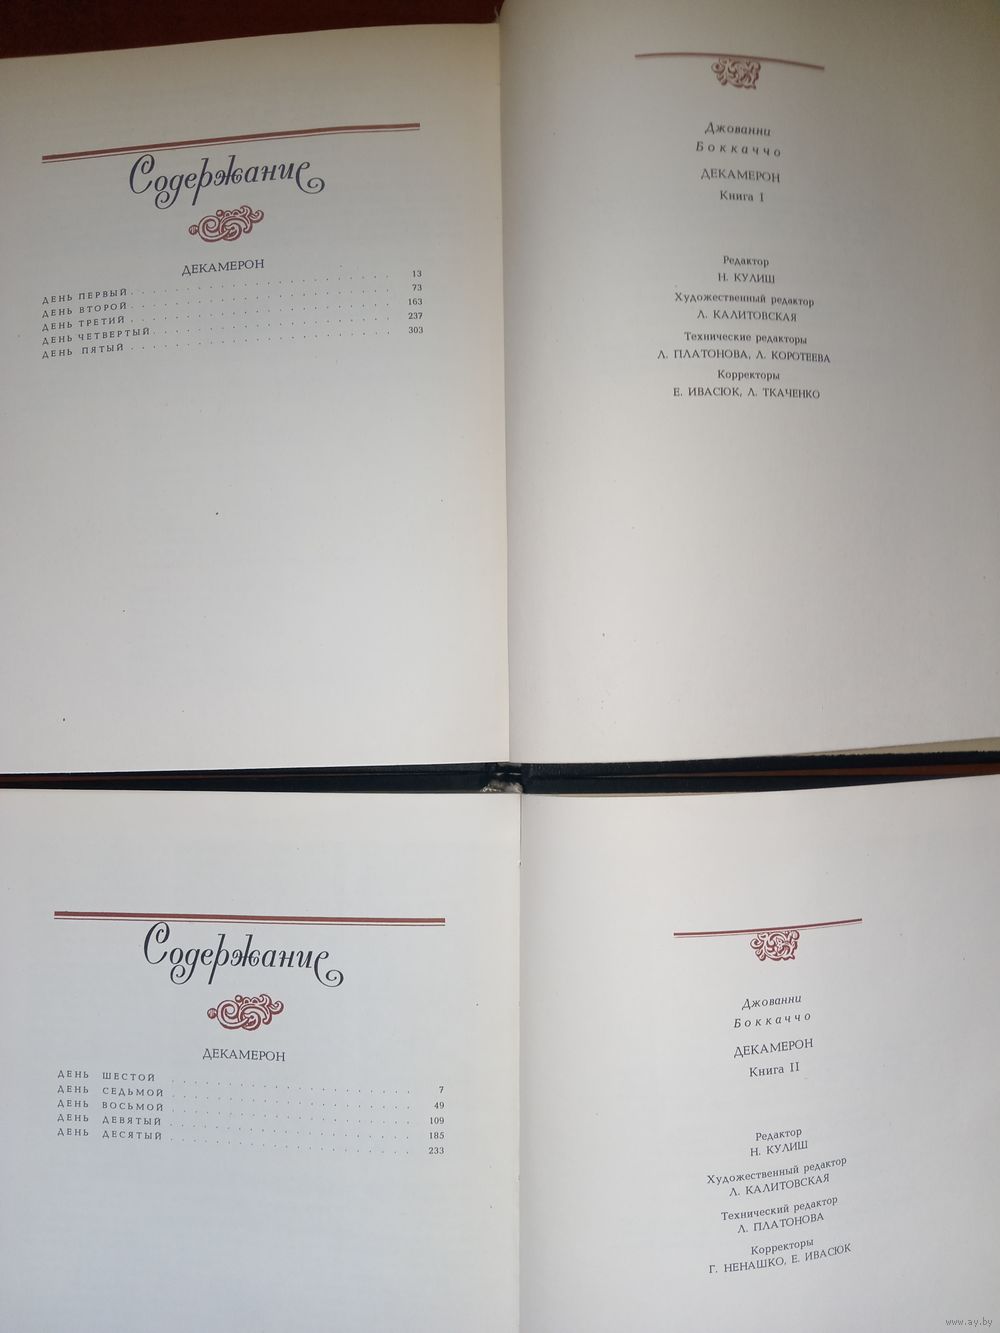 Содержание
ДЕКАМЕРОН
ДЕНЬ ПЕРВЫЙ . . . . . . . . . . . . . . 13
ДЕНЬ ВТОРОЙ . . . . . . . . . . . . . . 73
ДЕНЬ ТРЕТИЙ . . . . . . . . . . . . . . 163
ДЕНЬ ЧЕТВЕРТЫЙ . . . . . . . . . . . . . . 237
ДЕНЬ ПЯТЫЙ . . . . . . . . . . . . . . 303
Джованни
Боккаччо
ДЕКАМЕРОН
Книга I
Редактор
Н. КУЛИШ
Художественный редактор
Л. КАЛИТОВСКАЯ
Технические редакторы
Л. ПЛАТОНОВА, Л. КОРОТЕЕВА
Корректоры
Е. ИВАСЮК, Л. ТКАЧЕНКО
Содержание
ДЕКАМЕРОН
ДЕНЬ ШЕСТОЙ . . . . . . . . . . . . . . 7
ДЕНЬ СЕДЬМОЙ . . . . . . . . . . . . . . 49
ДЕНЬ ВОСЬМОЙ . . . . . . . . . . . . . . 109
ДЕНЬ ДЕВЯТЫЙ . . . . . . . . . . . . . . 185
ДЕНЬ ДЕСЯТЫЙ . . . . . . . . . . . . . . 233
Джованни
Боккаччо
ДЕКАМЕРОН
Книга II
Редактор
Н. КУЛИШ
Художественный редактор
Л. КАЛИТОВСКАЯ
Технический редактор
Л. ПЛАТОНОВА
Корректоры
Г. НЕНАШКО, Е. ИВАСЮК
www.ay.by